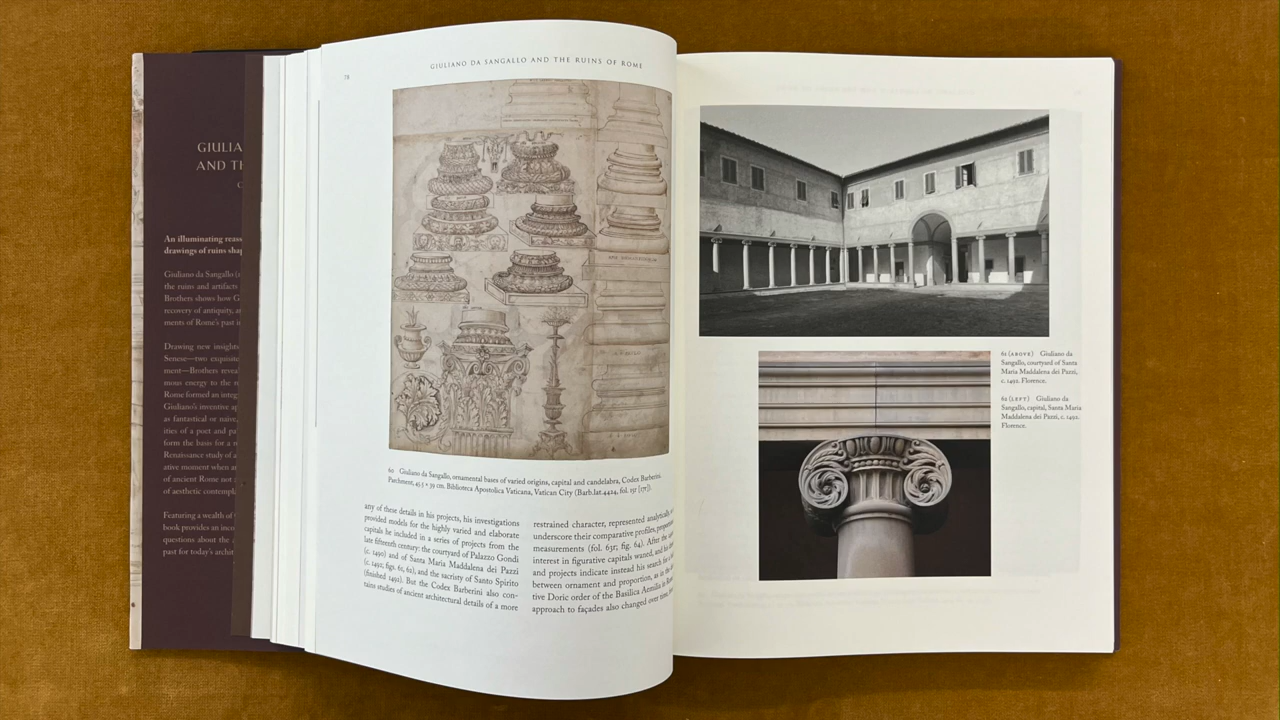 GIULIA
AND TH
An illuminating reass
drawings of ruins shap
Giuliano da Sangallo (
the ruins and artifacts
Brothers shows how G
recovery of antiquity, a
ments of Rome's past i
Drawing new insights
Senese—two exquisite
ment—Brothers revea
mous energy to the
Rome formed an integ
Giuliano's inventive ap
as fantastical or naive,
ities of a poet and pa
form the basis for a
Renaissance study of a
ative moment when a
of ancient Rome not
of aesthetic contempl
Featuring a wealth of
book provides an inco
questions about the
past for today's archit
78
GIULIANO DA SANGALLO AND THE RUINS OF ROME
60 Giuliano da Sangallo, ornamental bases of varied origins, capital and candelabra, Codex Barberini.
Parchment, 45.5 × 39 cm. Biblioteca Apostolica Vaticana, Vatican City (Barb.lat.4424, fol. 15r [17r]).
any of these details in his projects, his investigations
provided models for the highly varied and elaborate
capitals he included in a series of projects from the
late fifteenth century: the courtyard of Palazzo Gondi
(c. 1490) and of Santa Maria Maddalena dei Pazzi
(c. 1492; figs. 61, 62), and the sacristy of Santo Spirito
(finished 1492). But the Codex Barberini also con-
tains studies of ancient architectural details of a more
restrained character, represented analytically,
underscore their comparative profiles,
measurements (fol. 63r; fig. 64). After the
interest in figurative capitals waned, and his
and projects indicate instead his search for
between ornament and proportion, as in the
tive Doric order of the Basilica Aemilia in
approach to façades also changed over
61 (ABOVE) Giuliano da
Sangallo, courtyard of Santa
Maria Maddalena dei Pazzi,
c. 1492. Florence.
62 (LEFT) Giuliano da
Sangallo, capital, Santa Maria
Maddalena dei Pazzi, c. 1492.
Florence.